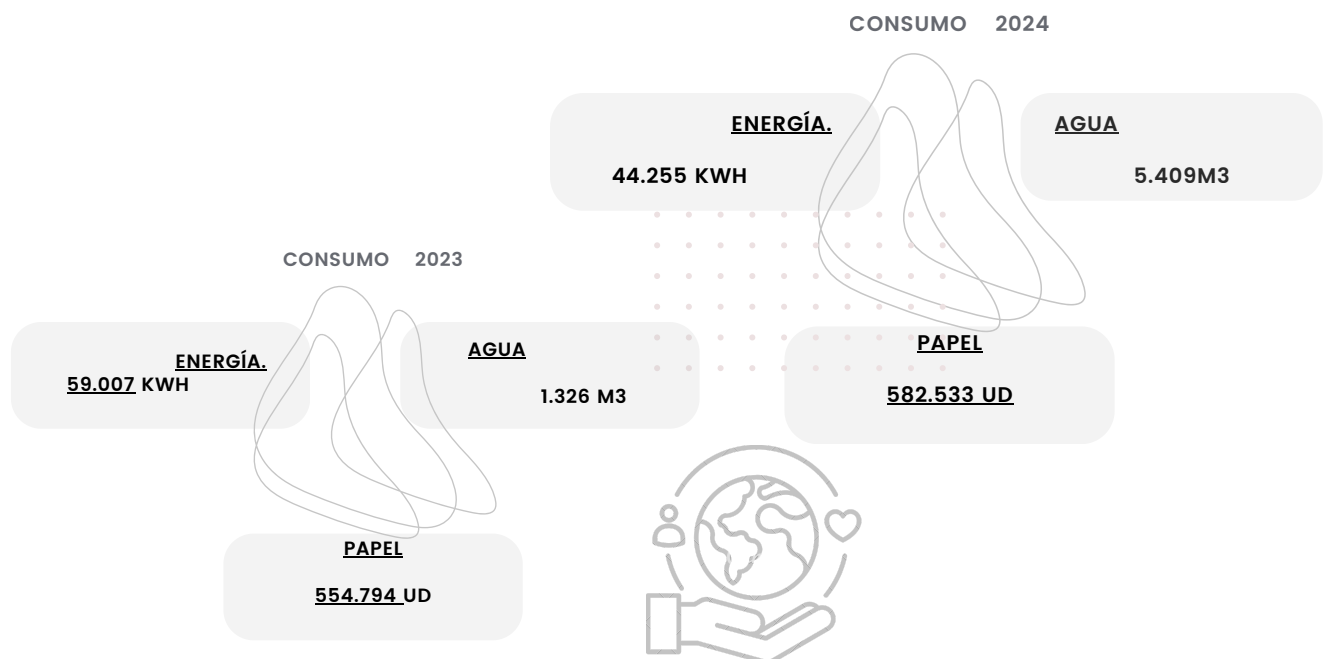 CONSUMO 2024
ENERGÍA.
44.255 KWH
AGUA
5.409M3
PAPEL
582.533 UD
CONSUMO 2023
ENERGÍA.
59.007 KWH
AGUA
1.326 M3
PAPEL
554.794 UD